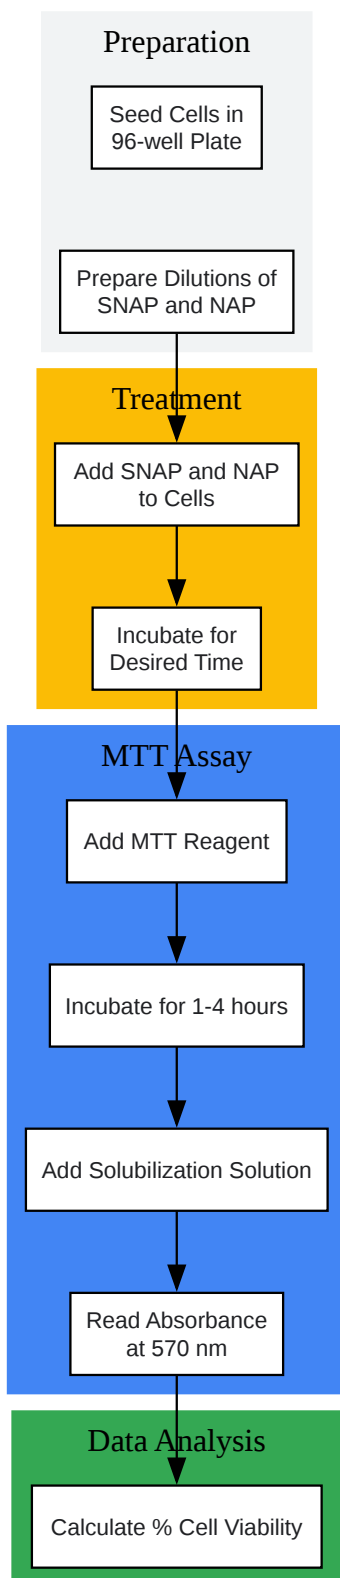 Preparation
Seed Cells in
96-well Plate
Prepare Dilutions of
SNAP and NAP
Treatment
Add SNAP and NAP
to Cells
Incubate for
Desired Time
MTT Assay
Add MTT Reagent
Incubate for 1-4 hours
Add Solubilization Solution
Read Absorbance
at 570 nm
Data Analysis
Calculate % Cell Viability